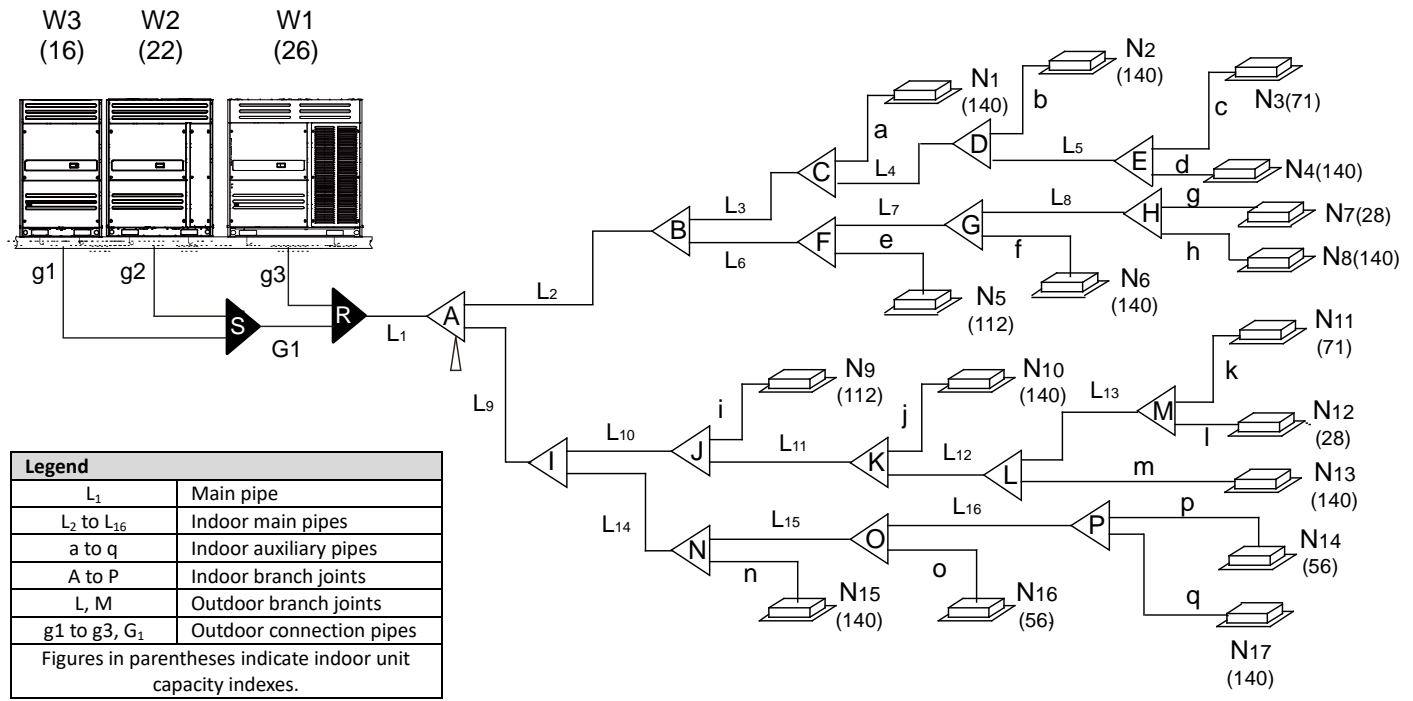 W3 W2 W1
(16) (22) (26)
N1
(140)
a
N2
(140)
b
N3(71)
c
C
D
L4
L5
E
d
N4(140)
L3
B
L7
L8
g
H
N7(28)
F
G
e
f
h
N8(140)
L6
N5
(112)
N6
(140)
g1 g2 g3
S
R
G1
L1
A
L2
L9
N9
(112)
i
N10
(140)
j
N11
(71)
k
L13
M
l
N12
(28)
L10
J
L11
K
L12
L
m
N13
(140)
I
L14
N
L15
O
L16
P
p
N14
(56)
n
N15
(140)
o
N16
(56)
q
N17
(140)
Legend
L1 Main pipe
L2 to L16 Indoor main pipes
a to q Indoor auxiliary pipes
A to P Indoor branch joints
L, M Outdoor branch joints
g1 to g3, G1 Outdoor connection pipes
Figures in parentheses indicate indoor unit
capacity indexes.